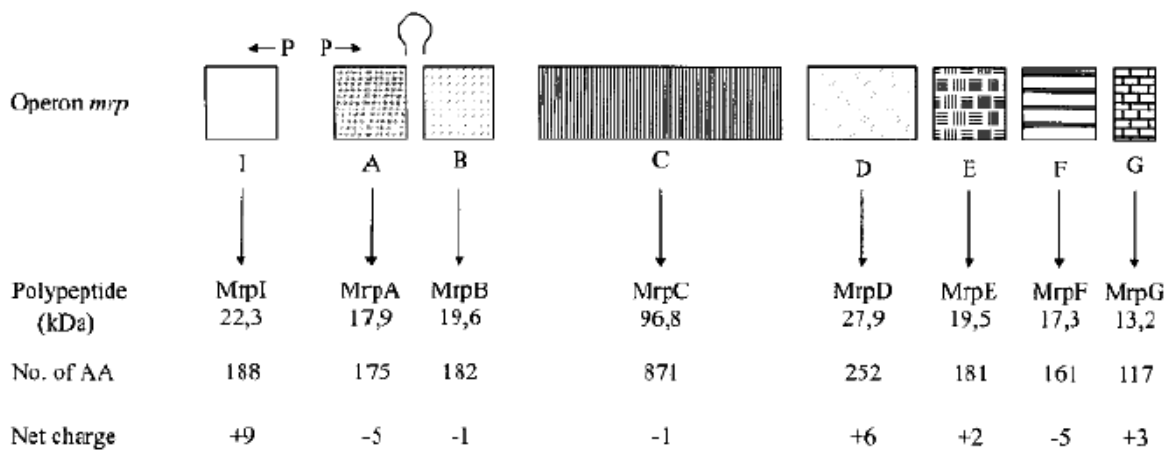 P P
Operon mrp
I A B C D E F G
Polypeptide MrpI MrpA MrpB MrpC MrpD MrpE MrpF MrpG
(kDa) 22,3 17,9 19,6 96,8 27,9 19,5 17,3 13,2
No. of AA 188 175 182 871 252 181 161 117
Net charge +9 -5 -1 -1 +6 +2 -5 +3